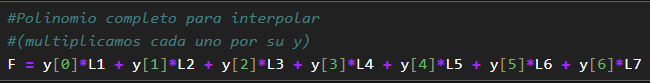 #Polinomio completo para interpolar
#(multiplicamos cada uno por su y)
F = y[0]*L1 + y[1]*L2 + y[2]*L3 + y[3]*L4 + y[4]*L5 + y[5]*L6 + y[6]*L7